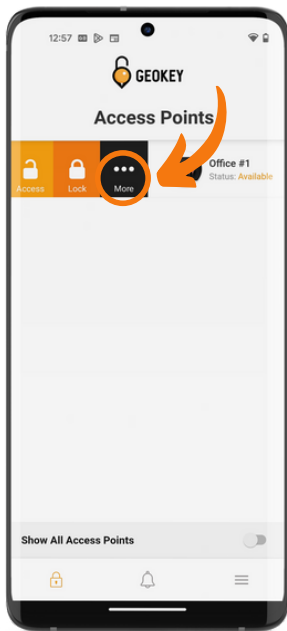 12:57
GEOKEY
Access Points
Access
Lock
More
Office #1
Status: Available
Show All Access Points